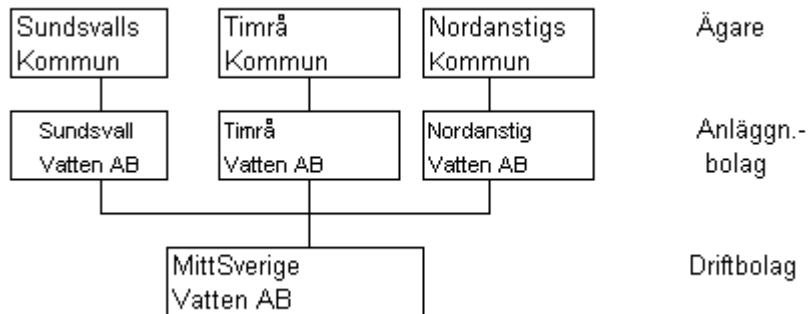 Sundsvalls
Kommun
Timrå
Kommun
Nordanstigs
Kommun
Ägare
Sundsvall
Vatten AB
Timrå
Vatten AB
Nordanstig
Vatten AB
Anläggn.-
bolag
MittSverige
Vatten AB
Driftbolag